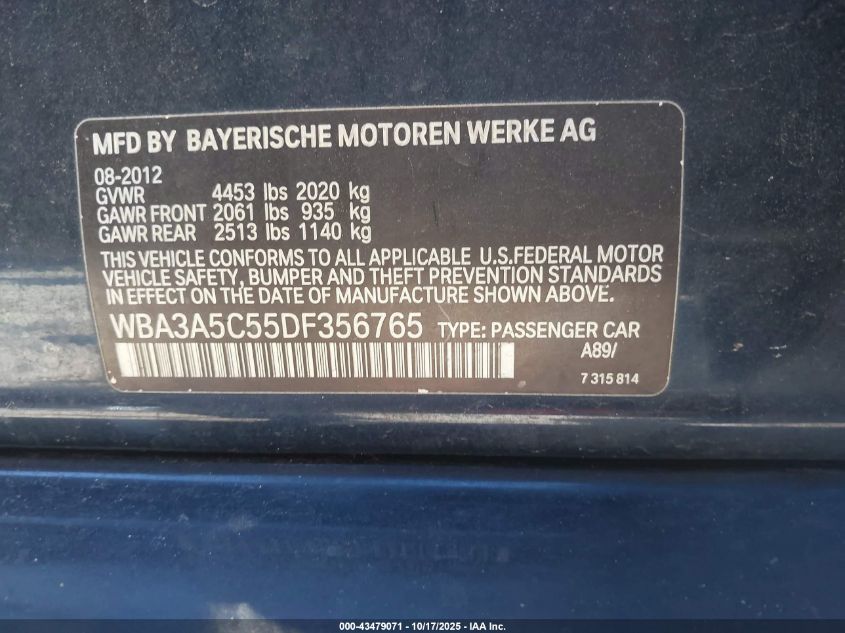 MFD BY BAYERISCHE MOTOREN WERKE AG
08-2012
GVWR 4453 lbs 2020 kg
GAWR FRONT 2061 lbs 935 kg
GAWR REAR 2513 lbs 1140 kg
THIS VEHICLE CONFORMS TO ALL APPLICABLE U.S.FEDERAL MOTOR
VEHICLE SAFETY, BUMPER AND THEFT PREVENTION STANDARDS
IN EFFECT ON THE DATE OF MANUFACTURE SHOWN ABOVE.
WBA3A5C55DF356765 TYPE: PASSENGER CAR
A89/
7 315 814
000-43479071 - 10/17/2025 - IAA Inc.